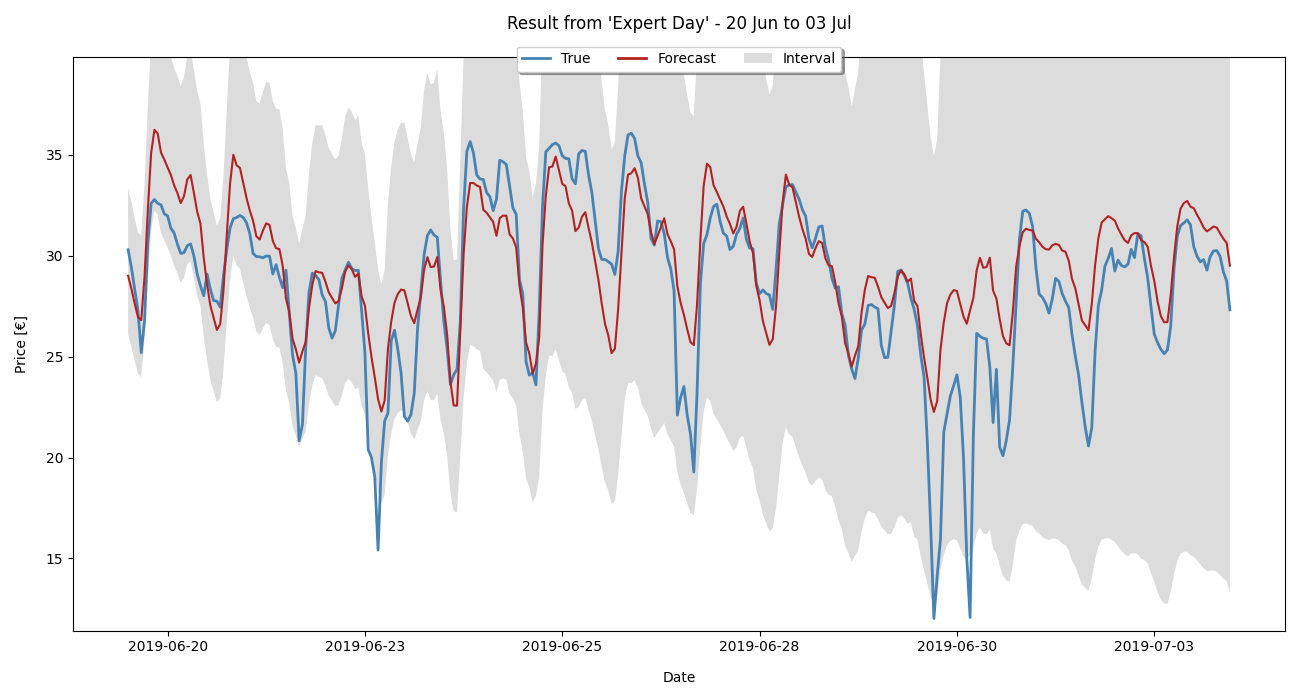 Result from 'Expert Day' - 20 Jun to 03 Jul
True Forecast Interval
35
30
25
20
15
Price [€]
2019-06-20 2019-06-23 2019-06-25 2019-06-28 2019-06-30 2019-07-03
Date